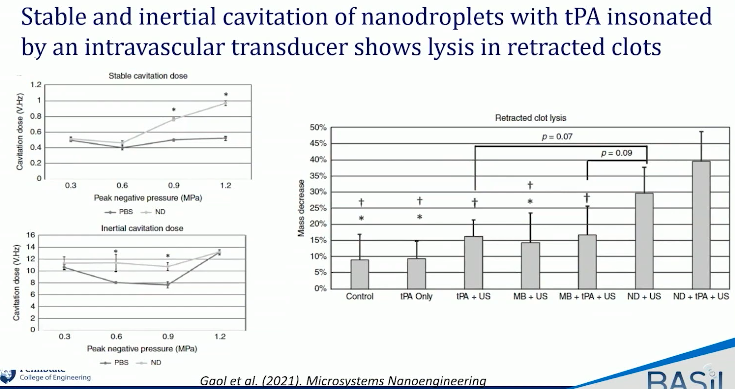 Stable and inertial cavitation of nanodroplets with tPA insonated
by an intravascular transducer shows lysis in retracted clots
Stable cavitation dose
Cavitation dose (V.Hz)
1.2
1
0.8
0.6
0.4
0.2
0
*
*
0.3 0.6 0.9 1.2
Peak negative pressure (MPa)
PBS ND
Inertial cavitation dose
Cavitation dose (V.Hz)
16
14
12
10
8
6
4
2
0
* *
0.3 0.6 0.9 1.2
Peak negative pressure (MPa)
PBS ND
Retracted clot lysis
Mass decrease
50%
45%
40%
35%
30%
25%
20%
15%
10%
5%
0%
p = 0.07
p = 0.09
† † † † †
* * *
Control tPA Only tPA + US MB + US MB + tPA + US ND + US ND + tPA + US
PennState
College of Engineering
Goel et al. (2021). Microsystems Nanoengineering
BASiL